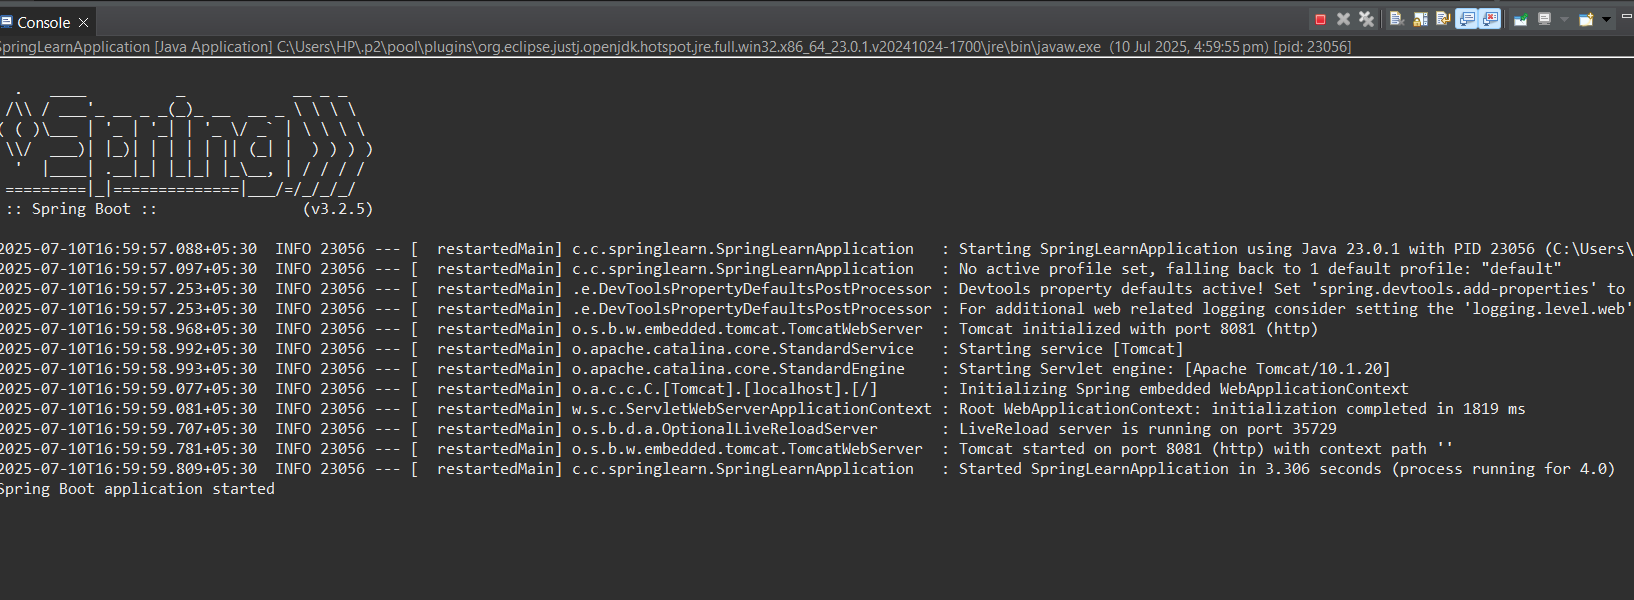 Console
SpringLearnApplication [Java Application] C:\Users\HP\.p2\pool\plugins\org.eclipse.justj.openjdk.hotspot.jre.full.win32.x86_64_23.0.1.v20241024-1700\jre\bin\javaw.exe (10 Jul 2025, 4:59:55 pm) [pid: 23056]
Spring
:: Spring Boot :: (v3.2.5)
2025-07-10T16:59:57.088+05:30  INFO 23056 --- [  restartedMain] c.c.springlearn.SpringLearnApplication   : Starting SpringLearnApplication using Java 23.0.1 with PID 23056 (C:\Users\
2025-07-10T16:59:57.097+05:30  INFO 23056 --- [  restartedMain] c.c.springlearn.SpringLearnApplication   : No active profile set, falling back to 1 default profile: "default"
2025-07-10T16:59:57.253+05:30  INFO 23056 --- [  restartedMain] .e.DevToolsPropertyDefaultsPostProcessor : Devtools property defaults active! Set 'spring.devtools.add-properties' to
2025-07-10T16:59:57.253+05:30  INFO 23056 --- [  restartedMain] .e.DevToolsPropertyDefaultsPostProcessor : For additional web related logging consider setting the 'logging.level.web'
2025-07-10T16:59:58.968+05:30  INFO 23056 --- [  restartedMain] o.s.b.w.embedded.tomcat.TomcatWebServer  : Tomcat initialized with port 8081 (http)
2025-07-10T16:59:58.992+05:30  INFO 23056 --- [  restartedMain] o.apache.catalina.core.StandardService   : Starting service [Tomcat]
2025-07-10T16:59:58.993+05:30  INFO 23056 --- [  restartedMain] o.apache.catalina.core.StandardEngine    : Starting Servlet engine: [Apache Tomcat/10.1.20]
2025-07-10T16:59:59.077+05:30  INFO 23056 --- [  restartedMain] o.a.c.c.C.[Tomcat].[localhost].[/]       : Initializing Spring embedded WebApplicationContext
2025-07-10T16:59:59.081+05:30  INFO 23056 --- [  restartedMain] w.s.c.ServletWebServerApplicationContext : Root WebApplicationContext: initialization completed in 1819 ms
2025-07-10T16:59:59.707+05:30  INFO 23056 --- [  restartedMain] o.s.b.d.a.OptionalLiveReloadServer       : LiveReload server is running on port 35729
2025-07-10T16:59:59.781+05:30  INFO 23056 --- [  restartedMain] o.s.b.w.embedded.tomcat.TomcatWebServer  : Tomcat started on port 8081 (http) with context path ''
2025-07-10T16:59:59.809+05:30  INFO 23056 --- [  restartedMain] c.c.springlearn.SpringLearnApplication   : Started SpringLearnApplication in 3.306 seconds (process running for 4.0)
Spring Boot application started